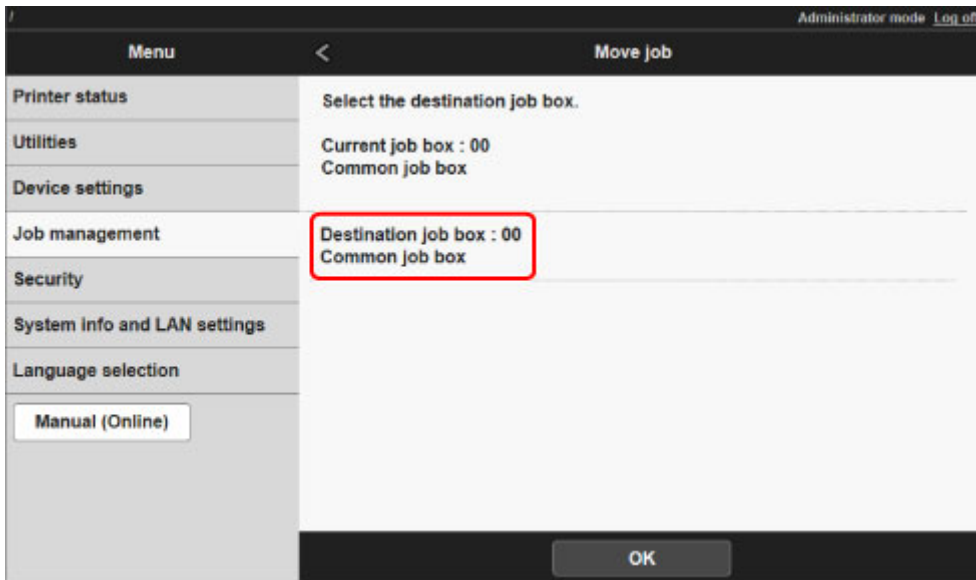 /
Administrator mode Log off
Menu
<
Move job
Printer status
Utilities
Device settings
Job management
Security
System info and LAN settings
Language selection
Manual (Online)
Select the destination job box.
Current job box : 00
Common job box
Destination job box : 00
Common job box
OK